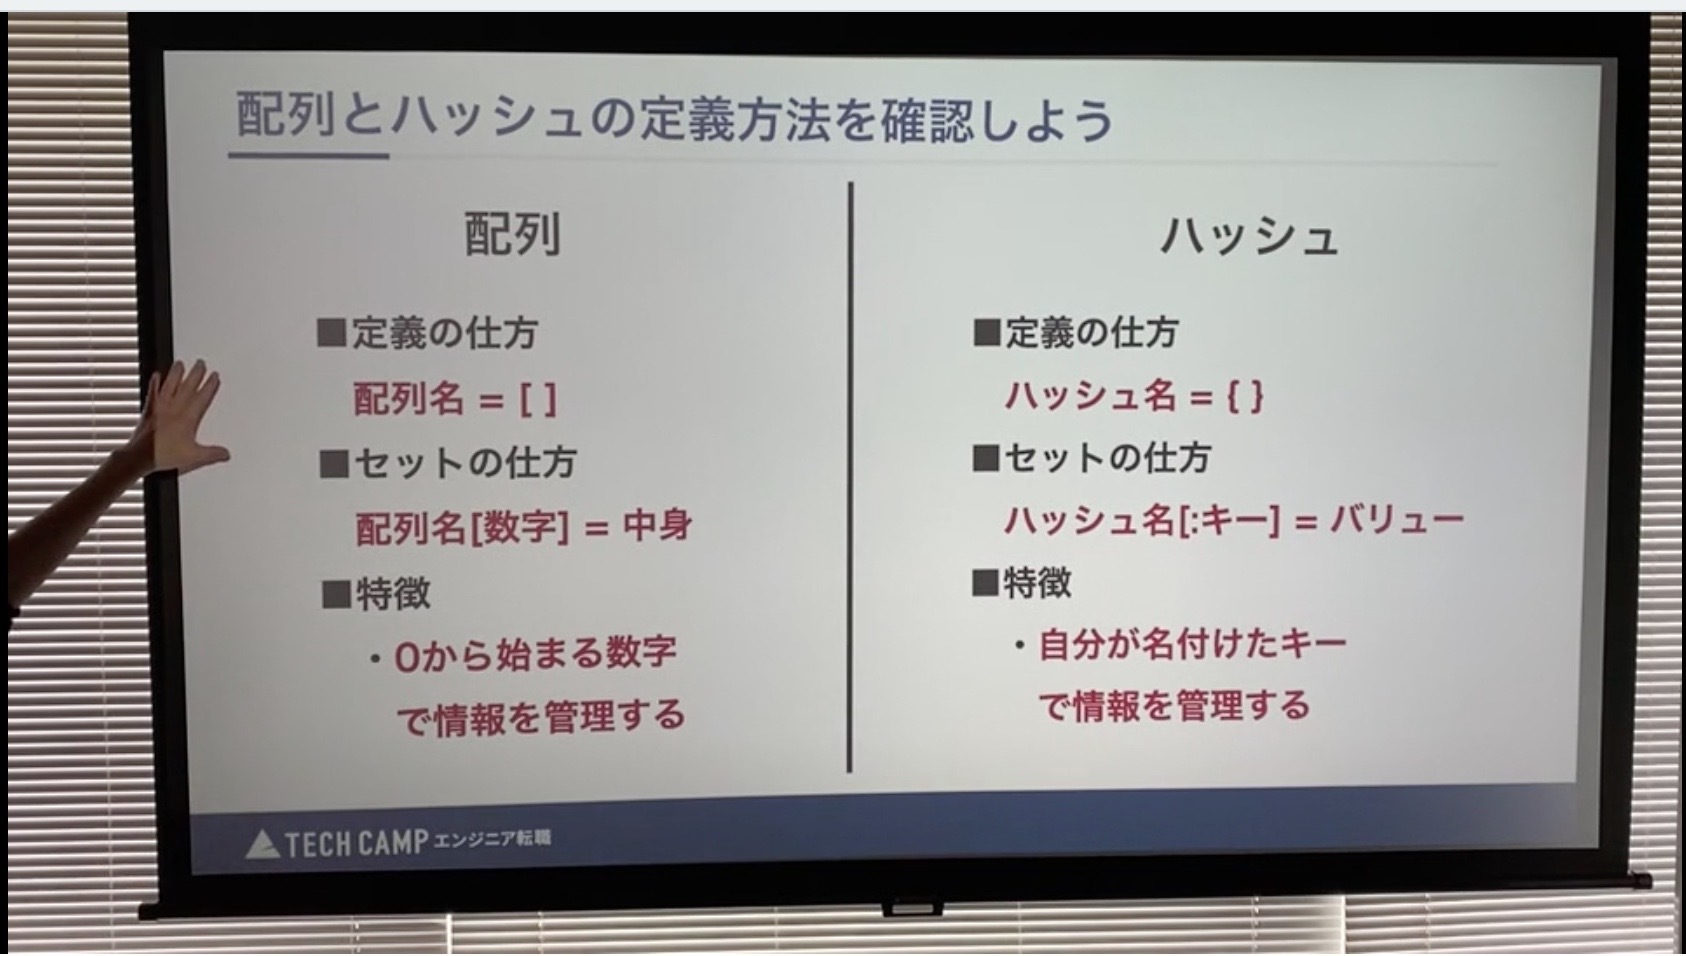 配列とハッシュの定義方法を確認しよう
配列
■定義の仕方
配列名 = [ ]
■セットの仕方
配列名[数字] = 中身
■特徴
・0から始まる数字
で情報を管理する
ハッシュ
■定義の仕方
ハッシュ名 = { }
■セットの仕方
ハッシュ名[:キー] = バリュー
■特徴
・自分が名付けたキー
で情報を管理する
TECH CAMP エンジニア転職